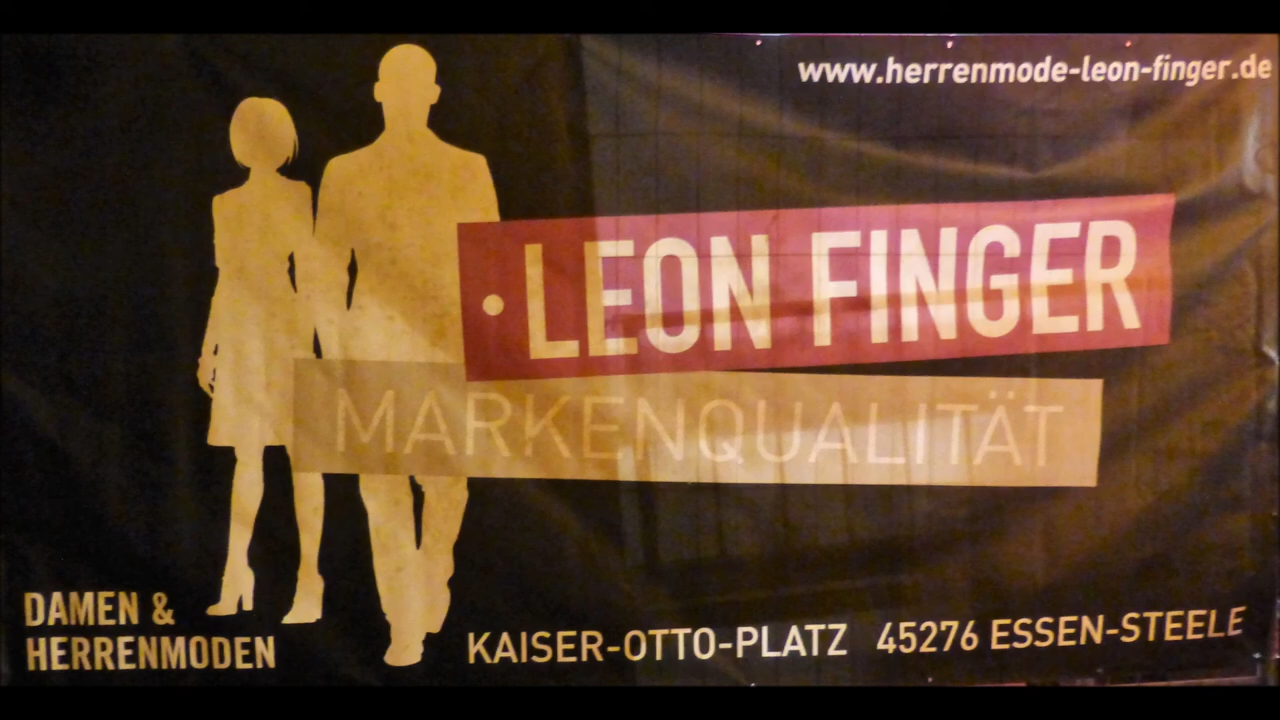 www.herrenmode-leon-finger.de
LEON FINGER
MARKENQUALITÄT
DAMEN &
HERRENMODEN
KAISER-OTTO-PLATZ 45276 ESSEN-STEELE